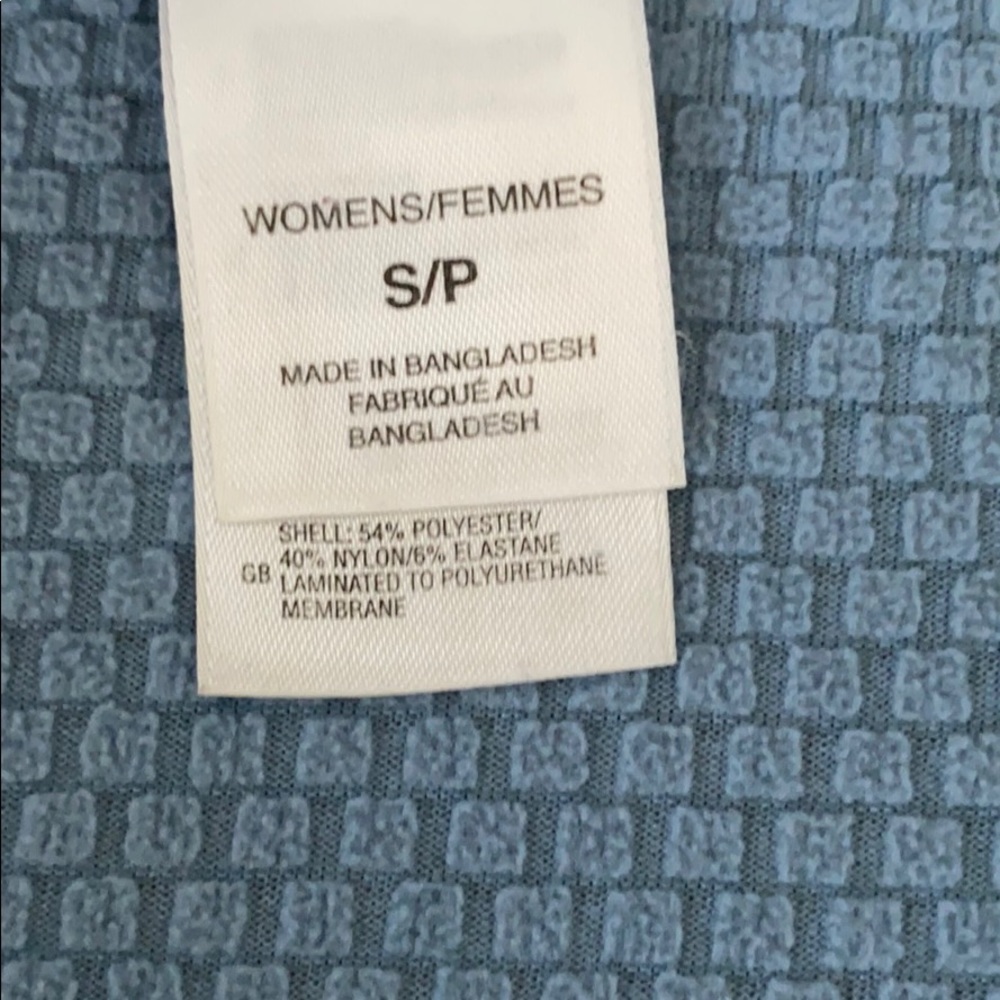 WOMENS/FEMMES
S/P
MADE IN BANGLADESH
FABRIQUÉ AU
BANGLADESH
SHELL: 54% POLYESTER/
40% NYLON/6% ELASTANE
GB LAMINATED TO POLYURETHANE
MEMBRANE